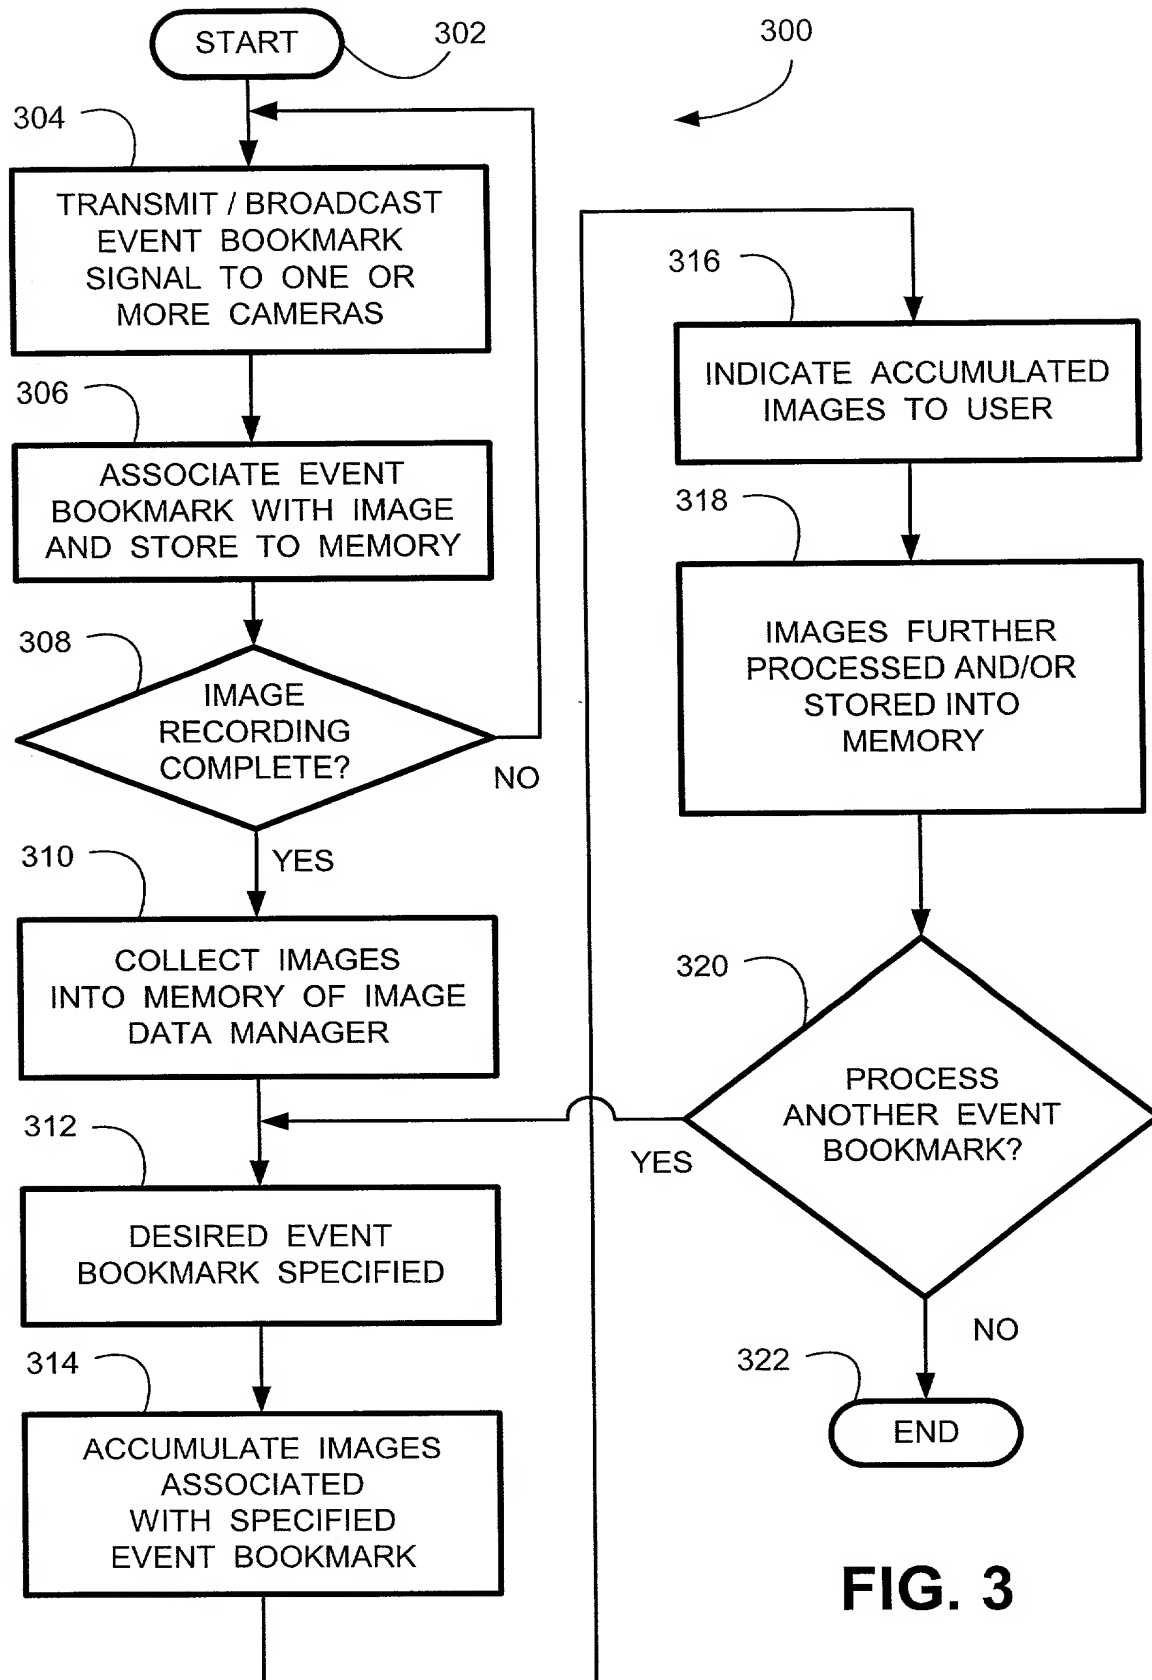 START
302
300
304
TRANSMIT / BROADCAST
EVENT BOOKMARK
SIGNAL TO ONE OR
MORE CAMERAS
306
ASSOCIATE EVENT
BOOKMARK WITH IMAGE
AND STORE TO MEMORY
308
IMAGE
RECORDING
COMPLETE?
NO
YES
310
COLLECT IMAGES
INTO MEMORY OF IMAGE
DATA MANAGER
312
DESIRED EVENT
BOOKMARK SPECIFIED
314
ACCUMULATE IMAGES
ASSOCIATED
WITH SPECIFIED
EVENT BOOKMARK
316
INDICATE ACCUMULATED
IMAGES TO USER
318
IMAGES FURTHER
PROCESSED AND/OR
STORED INTO
MEMORY
320
PROCESS
ANOTHER EVENT
BOOKMARK?
YES
NO
322
END
FIG. 3